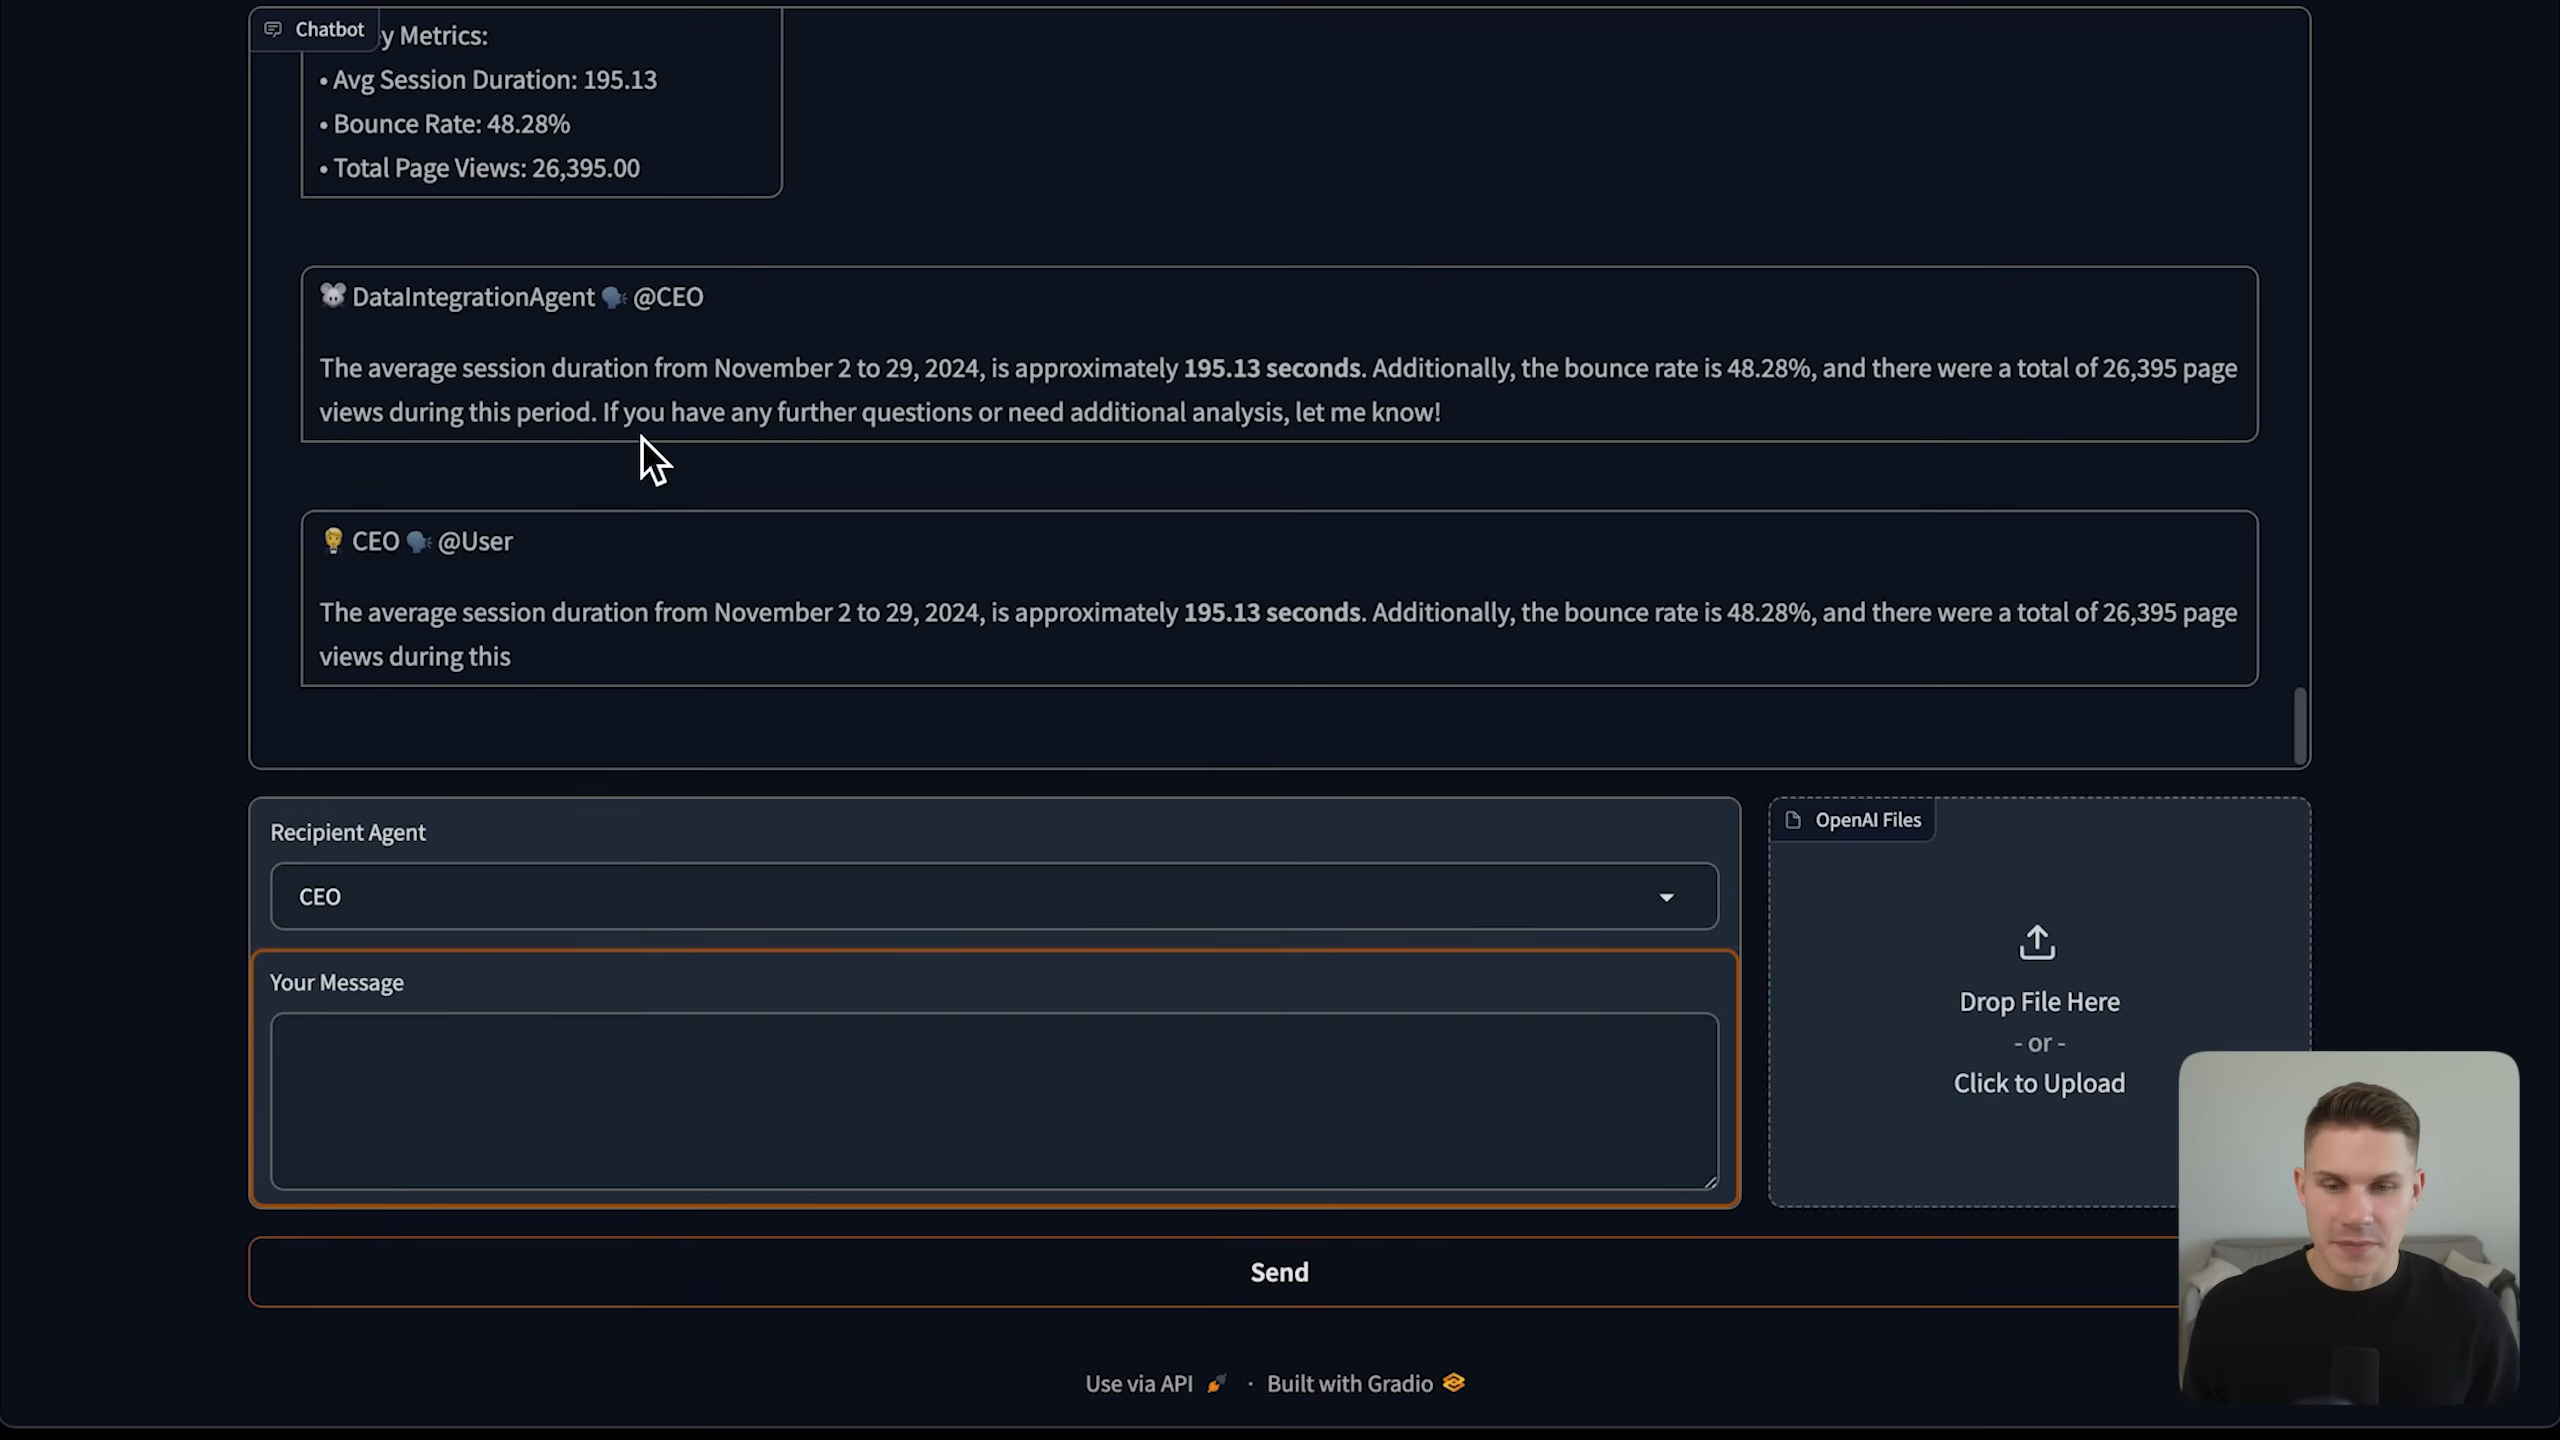 Chatbot
y Metrics:
• Avg Session Duration: 195.13
• Bounce Rate: 48.28%
• Total Page Views: 26,395.00
DataIntegrationAgent @CEO
The average session duration from November 2 to 29, 2024, is approximately 195.13 seconds. Additionally, the bounce rate is 48.28%, and there were a total of 26,395 page
views during this period. If you have any further questions or need additional analysis, let me know!
CEO @User
The average session duration from November 2 to 29, 2024, is approximately 195.13 seconds. Additionally, the bounce rate is 48.28%, and there were a total of 26,395 page
views during this
Recipient Agent
CEO
Your Message
OpenAI Files
Drop File Here
- or -
Click to Upload
Send
Use via API · Built with Gradio